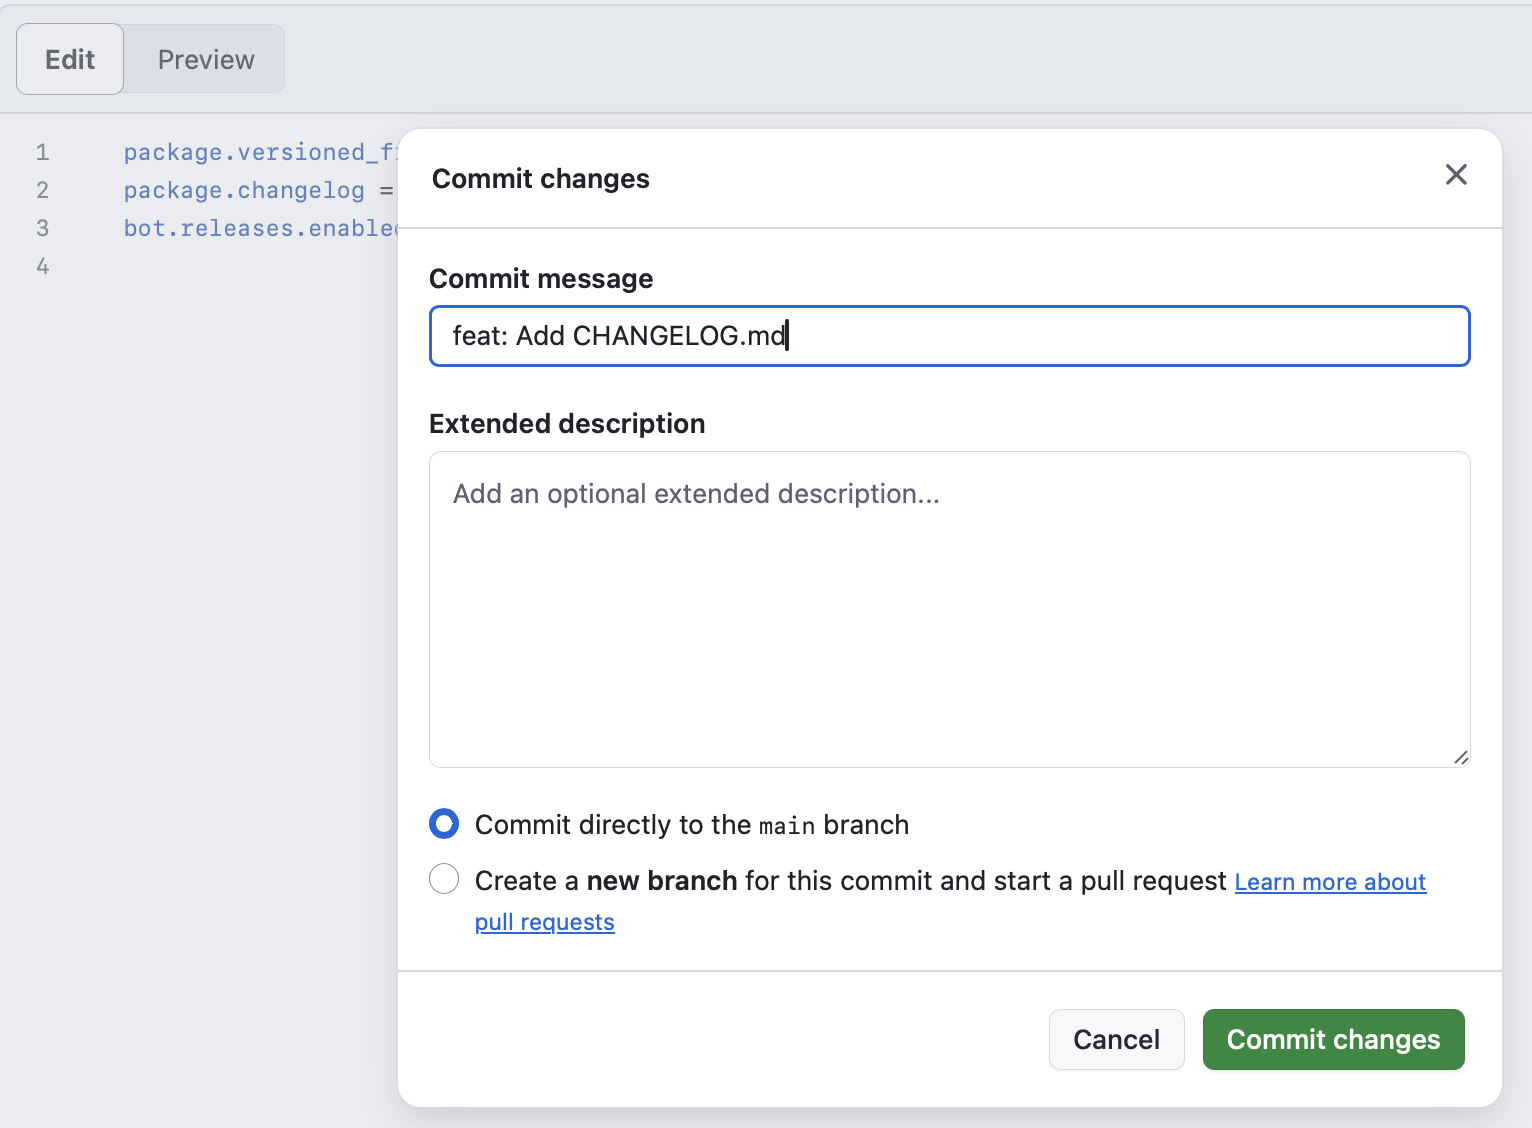 Edit
Preview
1 package.versioned_fi
2 package.changelog =
3 bot.releases.enabled
4
Commit changes
Commit message
feat: Add CHANGELOG.md
Extended description
Add an optional extended description...
Commit directly to the main branch
Create a new branch for this commit and start a pull request Learn more about
pull requests
Cancel
Commit changes